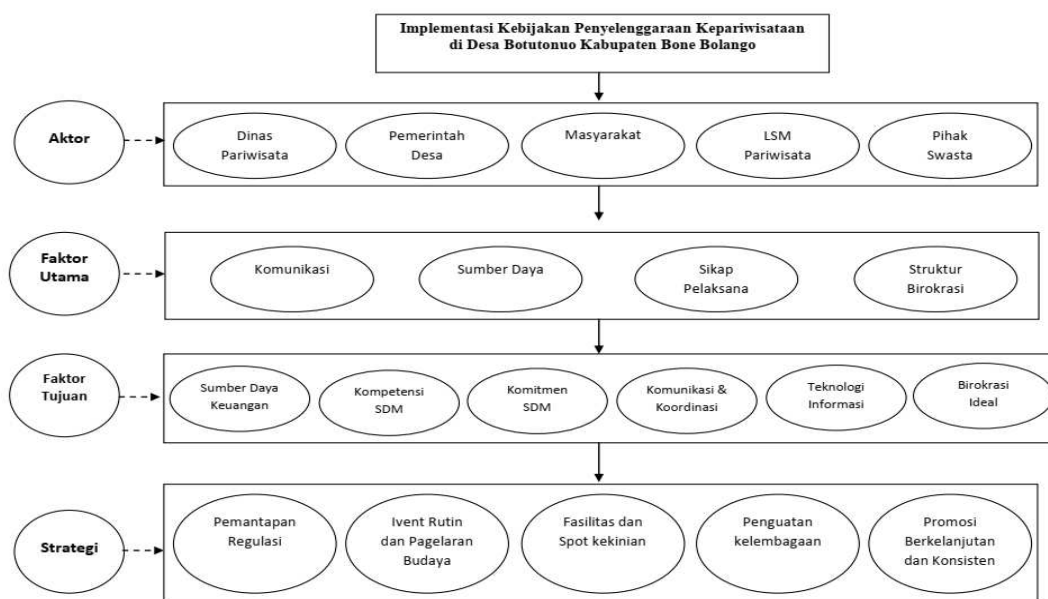 Implementasi Kebijakan Penyelenggaraan Kepariwisataan
di Desa Botutonuo Kabupaten Bone Bolango
Aktor
Dinas
Pariwisata
Pemerintah
Desa
Masyarakat
LSM
Pariwisata
Pihak
Swasta
Faktor
Utama
Komunikasi
Sumber Daya
Sikap
Pelaksana
Struktur
Birokrasi
Faktor
Tujuan
Sumber Daya
Keuangan
Kompetensi
SDM
Komitmen
SDM
Komunikasi &
Koordinasi
Teknologi
Informasi
Birokrasi
Ideal
Strategi
Pemantapan
Regulasi
Ivent Rutin
dan Pagelaran
Budaya
Fasilitas dan
Spot kekinian
Penguatan
kelembagaan
Promosi
Berkelanjutan
dan Konsisten